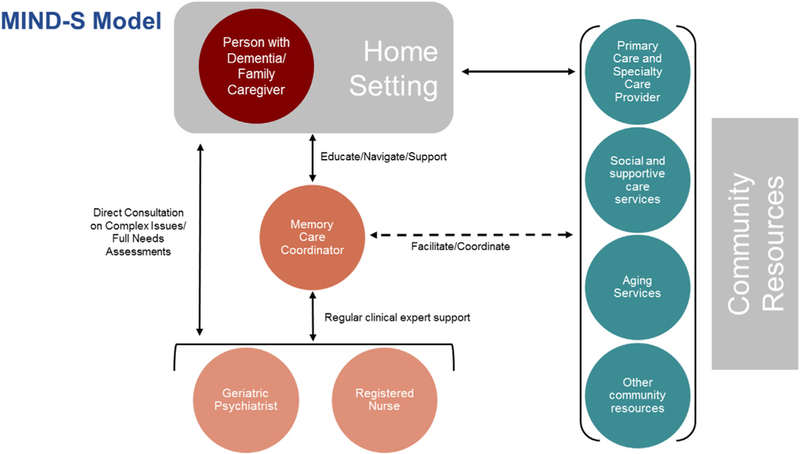 MIND-S Model
Person with
Dementia/
Family
Caregiver
Home
Setting
Primary
Care and
Specialty
Care
Provider
Educate/Navigate/Support
Social and
supportive care
services
Direct Consultation
on Complex Issues/
Full Needs
Assessments
Memory
Care
Coordinator
Facilitate/Coordinate
Aging
Services
Regular clinical expert support
Geriatric
Psychiatrist
Registered
Nurse
Other
community
resources
Community
Resources